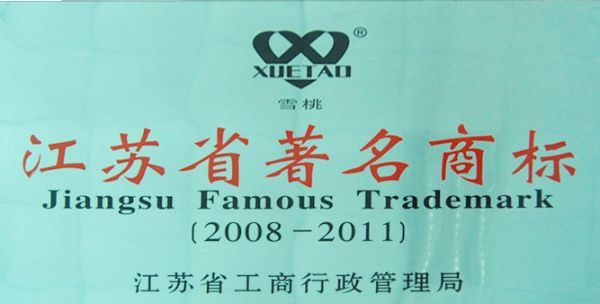 ®
XUETAO
雪桃
江苏省著名商标
Jiangsu Famous Trademark
(2008-2011)
江苏省工商行政管理局